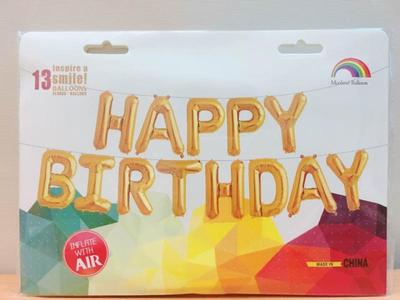 13
Inspire a
smile!
BALLOONS
HAPPY
BIRTHDAY
INFLATE
WITH
AIR
MADE IN CHINA